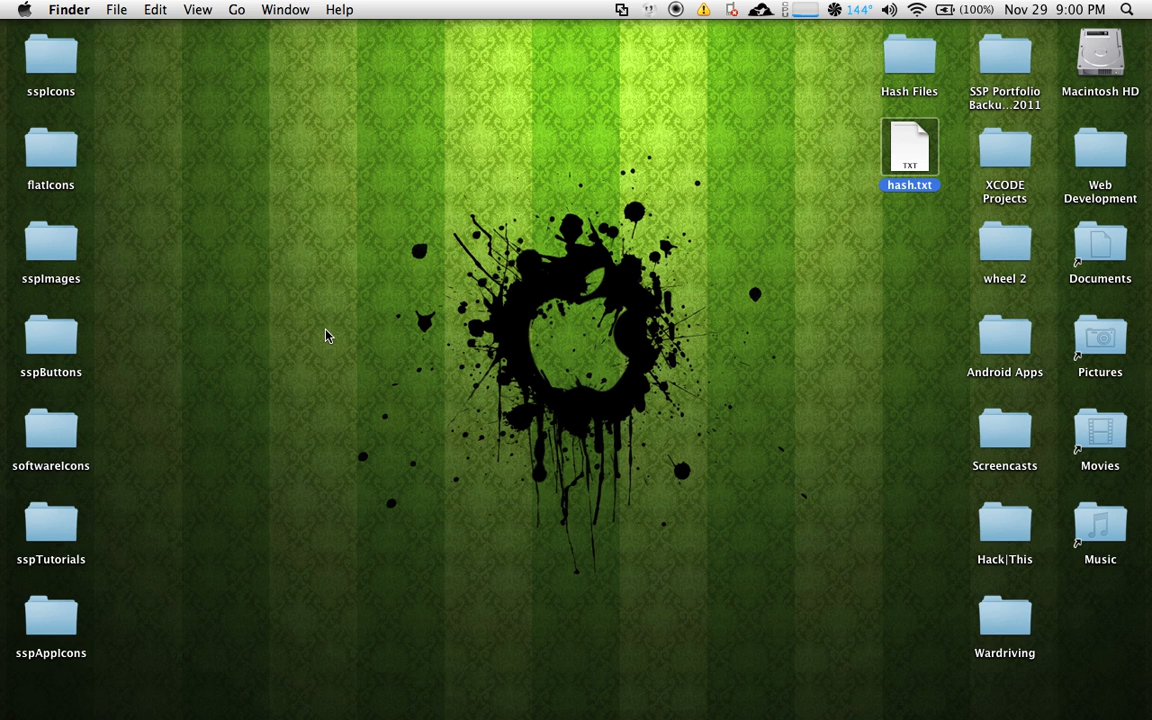 Finder File Edit View Go Window Help 144° (100%) Nov 29 9:00 PM
sspIcons
flatIcons
sspImages
sspButtons
softwareIcons
sspTutorials
sspAppIcons
Hash Files
TXT
hash.txt
SSP Portfolio
Backu...2011
XCODE
Projects
wheel 2
Android Apps
Screencasts
Hack|This
Wardriving
Macintosh HD
Web
Development
Documents
Pictures
Movies
Music